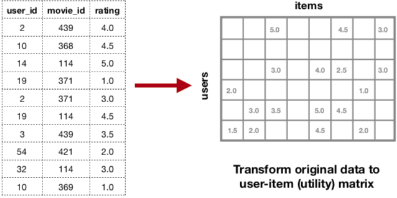 user_id movie_id rating
2 439 4.0
10 368 4.5
14 114 5.0
19 371 1.0
2 371 3.0
19 114 4.5
3 439 3.5
54 421 2.0
32 114 3.0
10 369 1.0
items
users
5.0 4.5 3.0
3.0 4.0 2.5 3.0
2.0 1.0
3.0 3.5 5.0 4.5
1.5 2.0 4.5 2.0
Transform original data to
user-item (utility) matrix